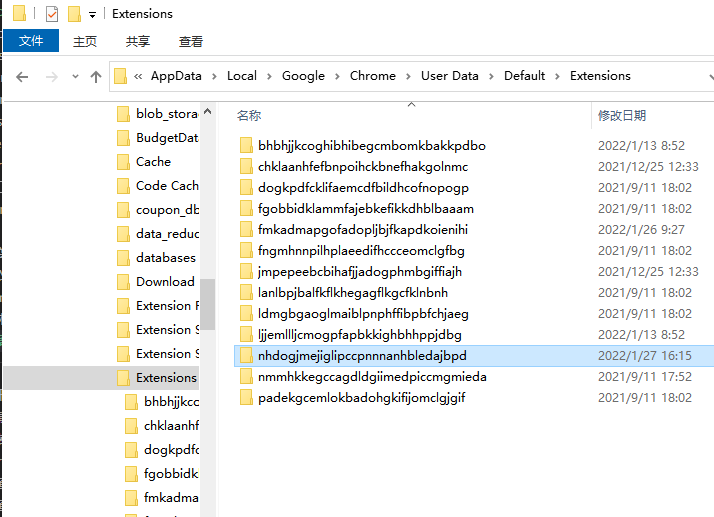 Extensions
文件 主页 共享 查看
« AppData › Local › Google › Chrome › User Data › Default › Extensions
名称 修改日期
blob_stora
BudgetData
Cache
Code Cach
coupon_db
data_reduc
databases
Download
Extension F
Extension S
Extension S
Extensions
bhbhjjkco
chklaanhf
dogkpdfc
fgobbidkl
fmkadma
bhbhjjkcoghibhibegcmbomkbakkpdbo 2022/1/13 8:52
chklaanhfefbnpoihckbnefhakgolnmc 2021/12/25 12:33
dogkpdfcklifaemcdfbildhcofnopogp 2021/9/11 18:02
fgobbidklammfajebkefikkdhblbaaam 2021/9/11 18:02
fmkadmapgofadopljbjfkapdkoienihi 2022/1/26 9:27
fngmhnnpilhplaeedifhccceomclgfbg 2021/9/11 18:02
jmpepeebcbihafjjadogphmbgiffiajh 2021/12/25 12:33
lanlbpjbalfkflkhegagflkgcfklnbnh 2021/9/11 18:02
ldmgbgaoglmaiblpnphffibpbfchjaeg 2021/9/11 18:02
ljjemllljcmogpfapbkkighbhhppjdbg 2022/1/13 8:52
nhdogjmejiglipccpnnnanhbledajbpd 2022/1/27 16:15
nmmhkkegccagdldgiimedpiccmgmieda 2021/9/11 17:52
padekgcemlokbadohgkifijomclgjgif 2021/9/11 18:02